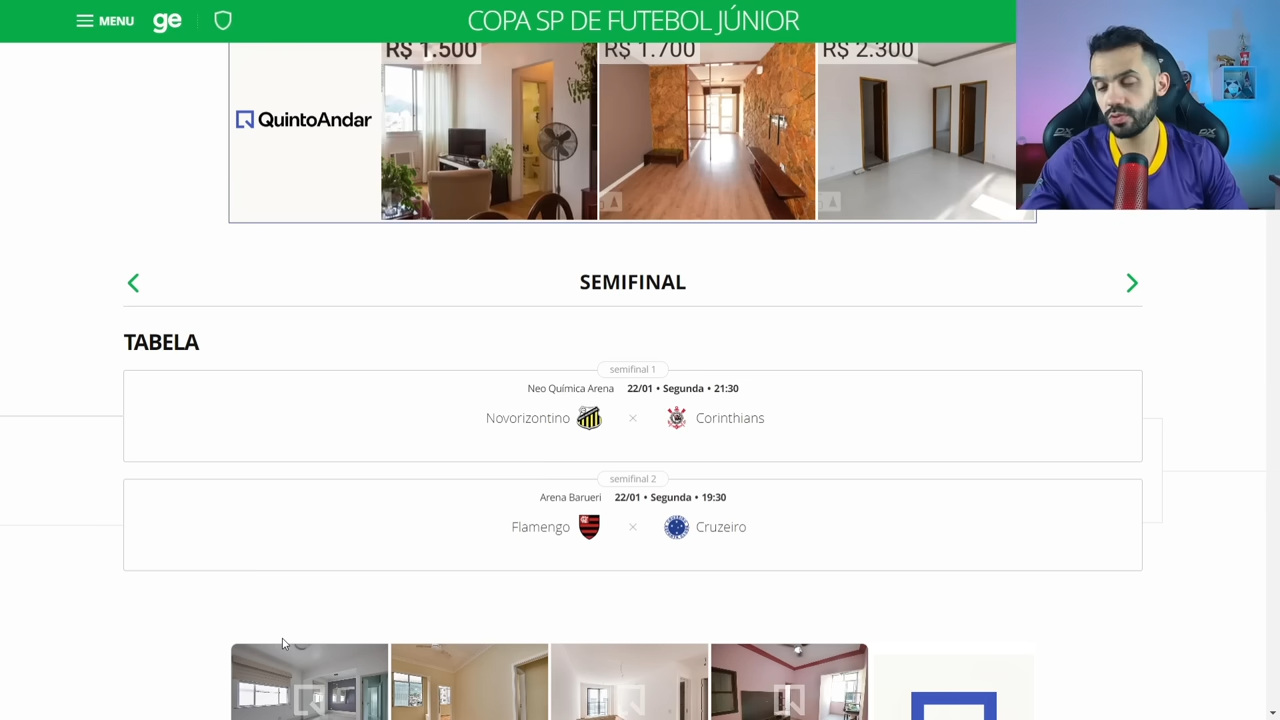 MENU ge COPA SP DE FUTEBOL JÚNIOR
R$ 1.500 R$ 1.700 R$ 2.300
QuintoAndar
SEMIFINAL
TABELA
semifinal 1
Neo Química Arena 22/01 • Segunda • 21:30
Novorizontino × Corinthians
semifinal 2
Arena Barueri 22/01 • Segunda • 19:30
Flamengo × Cruzeiro